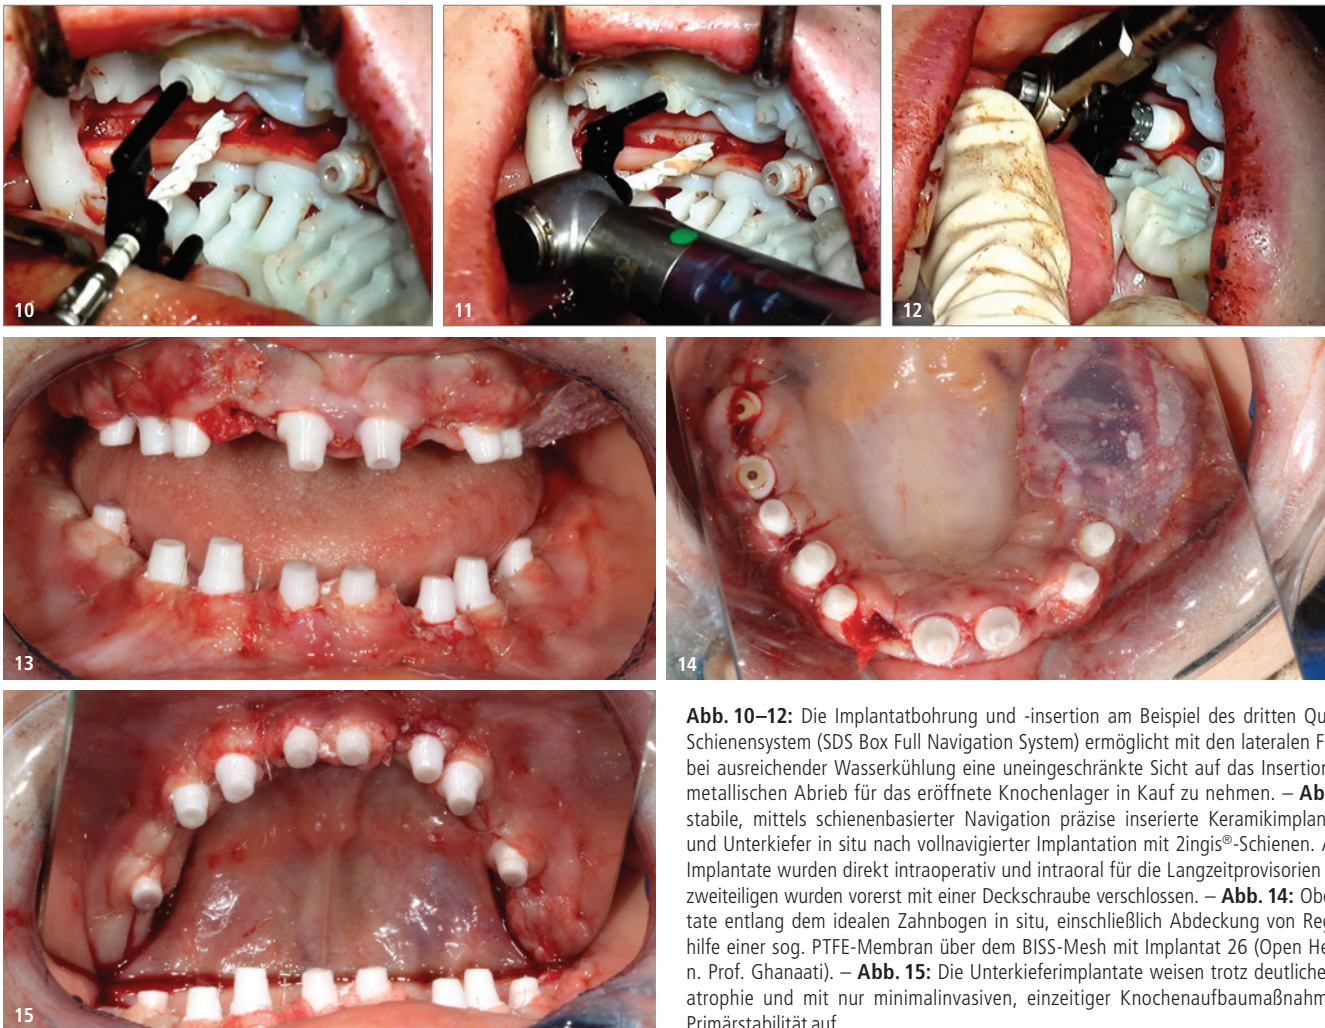 10
11
12
13
14
15
Abb. 10–12: Die Implantatbohrung und -insertion am Beispiel des dritten Qu
Schienensystem (SDS Box Full Navigation System) ermöglicht mit den lateralen F
bei ausreichender Wasserkühlung eine uneingeschränkte Sicht auf das Insertion
metallischen Abrieb für das eröffnete Knochenlager in Kauf zu nehmen. – Ab
stabile, mittels schienenbasierter Navigation präzise inserierte Keramikimplan
und Unterkiefer in situ nach vollnavigierter Implantation mit 2ingis®-Schienen. A
Implantate wurden direkt intraoperativ und intraoral für die Langzeitprovisorien
zweiteiligen wurden vorerst mit einer Deckschraube verschlossen. – Abb. 14: Obe
tate entlang dem idealen Zahnbogen in situ, einschließlich Abdeckung von Reg
hilfe einer sog. PTFE-Membran über dem BISS-Mesh mit Implantat 26 (Open He
n. Prof. Ghanaati). – Abb. 15: Die Unterkieferimplantate weisen trotz deutliche
atrophie und mit nur minimalinvasiven, einzeitiger Knochenaufbaumaßnahm
Primärstabilität auf.